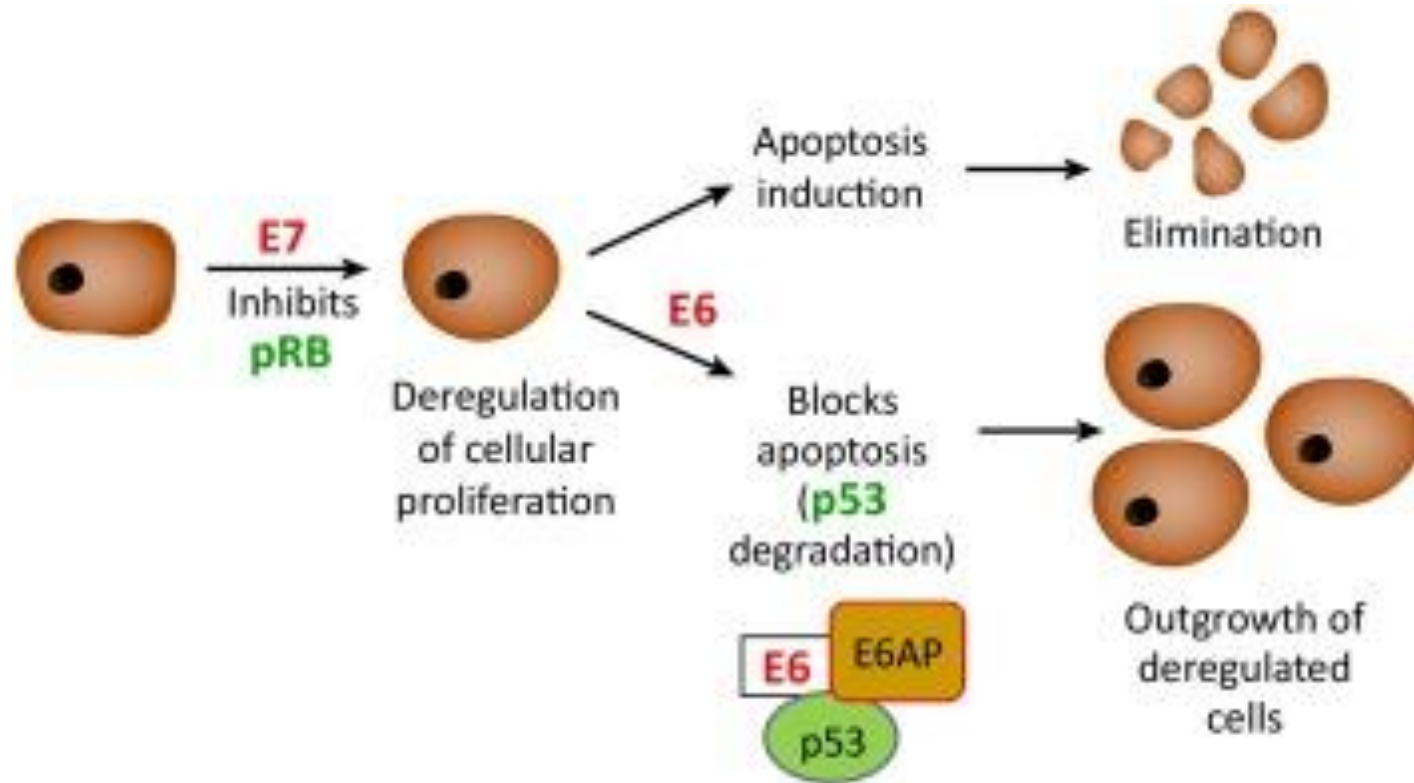 E7
Inhibits
pRB
Deregulation
of cellular
proliferation
Apoptosis
induction
Elimination
E6
Blocks
apoptosis
(p53
degradation)
E6
E6AP
p53
Outgrowth of
deregulated
cells